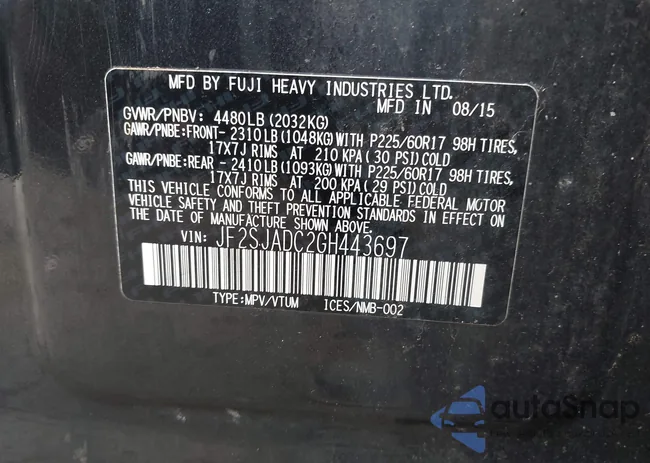 MFD BY FUJI HEAVY INDUSTRIES LTD.
MFD IN 08/15
GVWR/PNBV: 4480LB(2032KG)
GAWR/PNBE:FRONT- 2310LB(1048KG)WITH P225/60R17 98H TIRES,
17X7J RIMS AT 210 KPA( 30 PSI)COLD
GAWR/PNBE:REAR - 2410LB(1093KG)WITH P225/60R17 98H TIRES,
17X7J RIMS AT 200 KPA( 29 PSI)COLD
THIS VEHICLE CONFORMS TO ALL APPLICABLE FEDERAL MOTOR
VEHICLE SAFETY AND THEFT PREVENTION STANDARDS IN EFFECT ON
THE DATE OF MANUFACTURE SHOWN ABOVE.
VIN: JF2SJADC2GH443697
TYPE:MPV/VTUM ICES/NMB-002
autoSnap